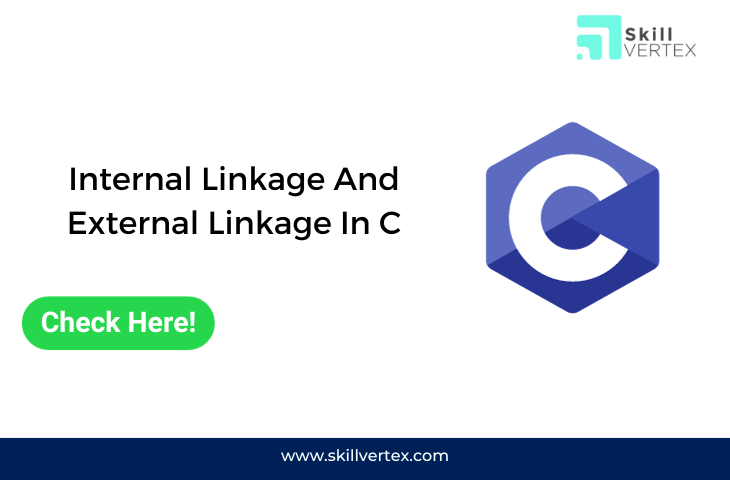 Skill
VERTEX
Internal Linkage And
External Linkage In C
C
Check Here!
www.skillvertex.com